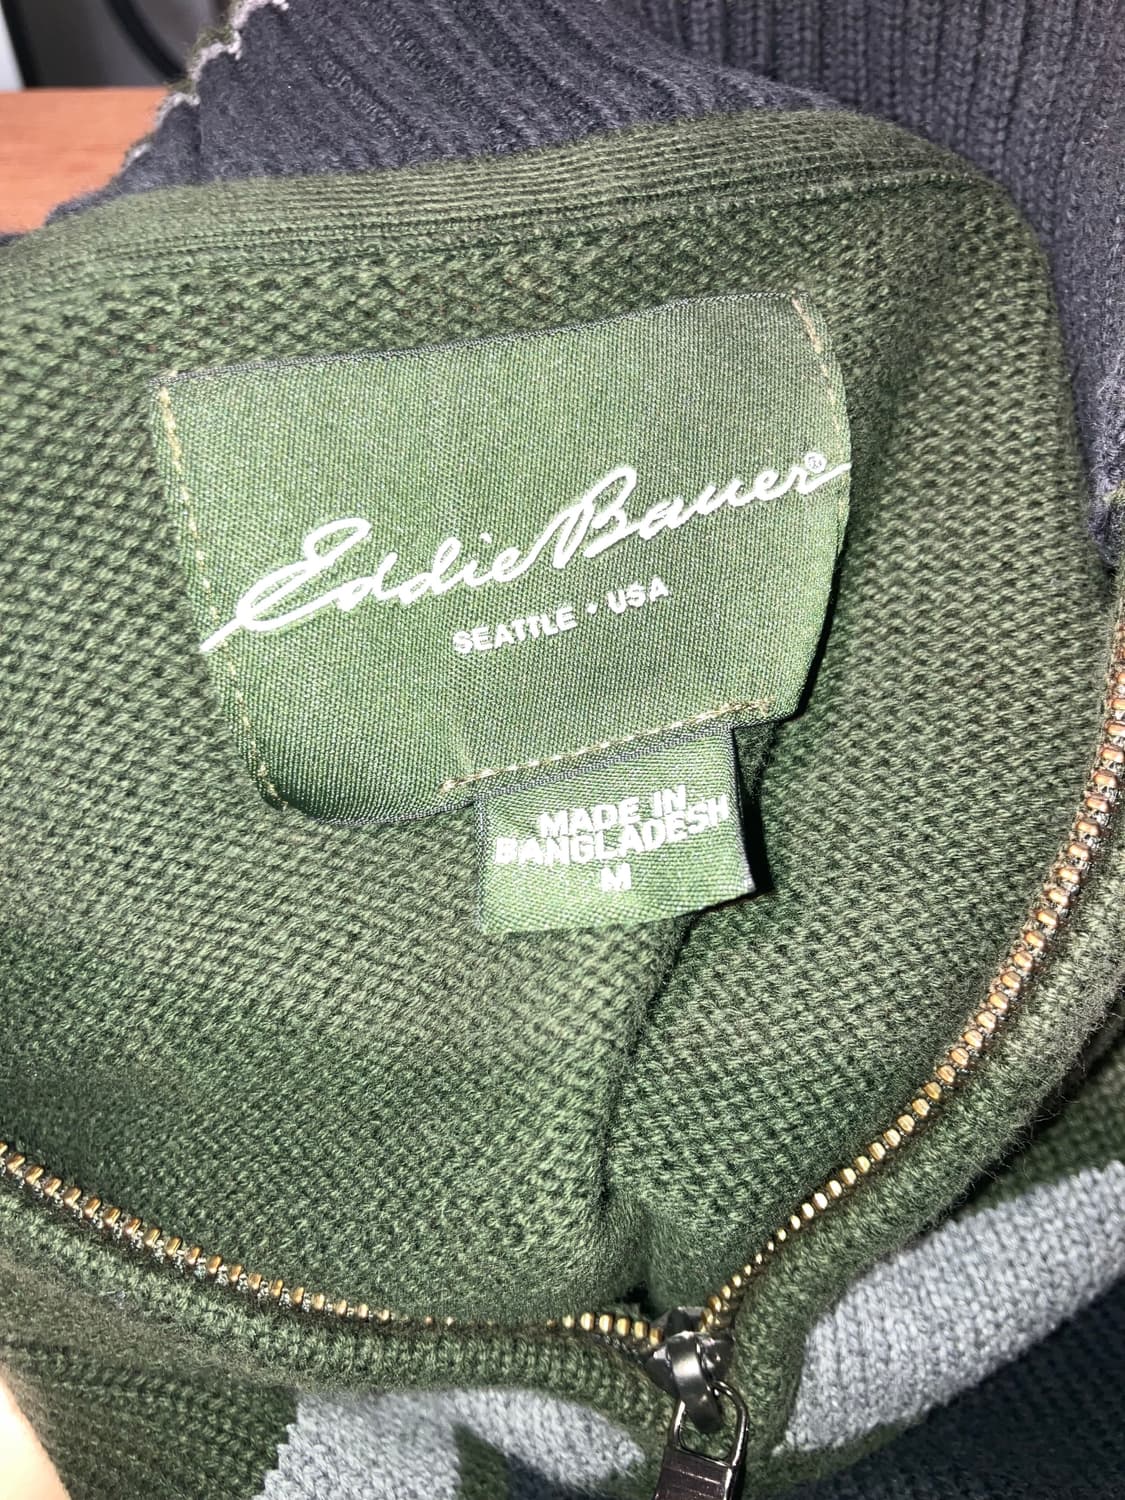 Eddie Bauer®
SEATTLE • USA
MADE IN
BANGLADESH
M